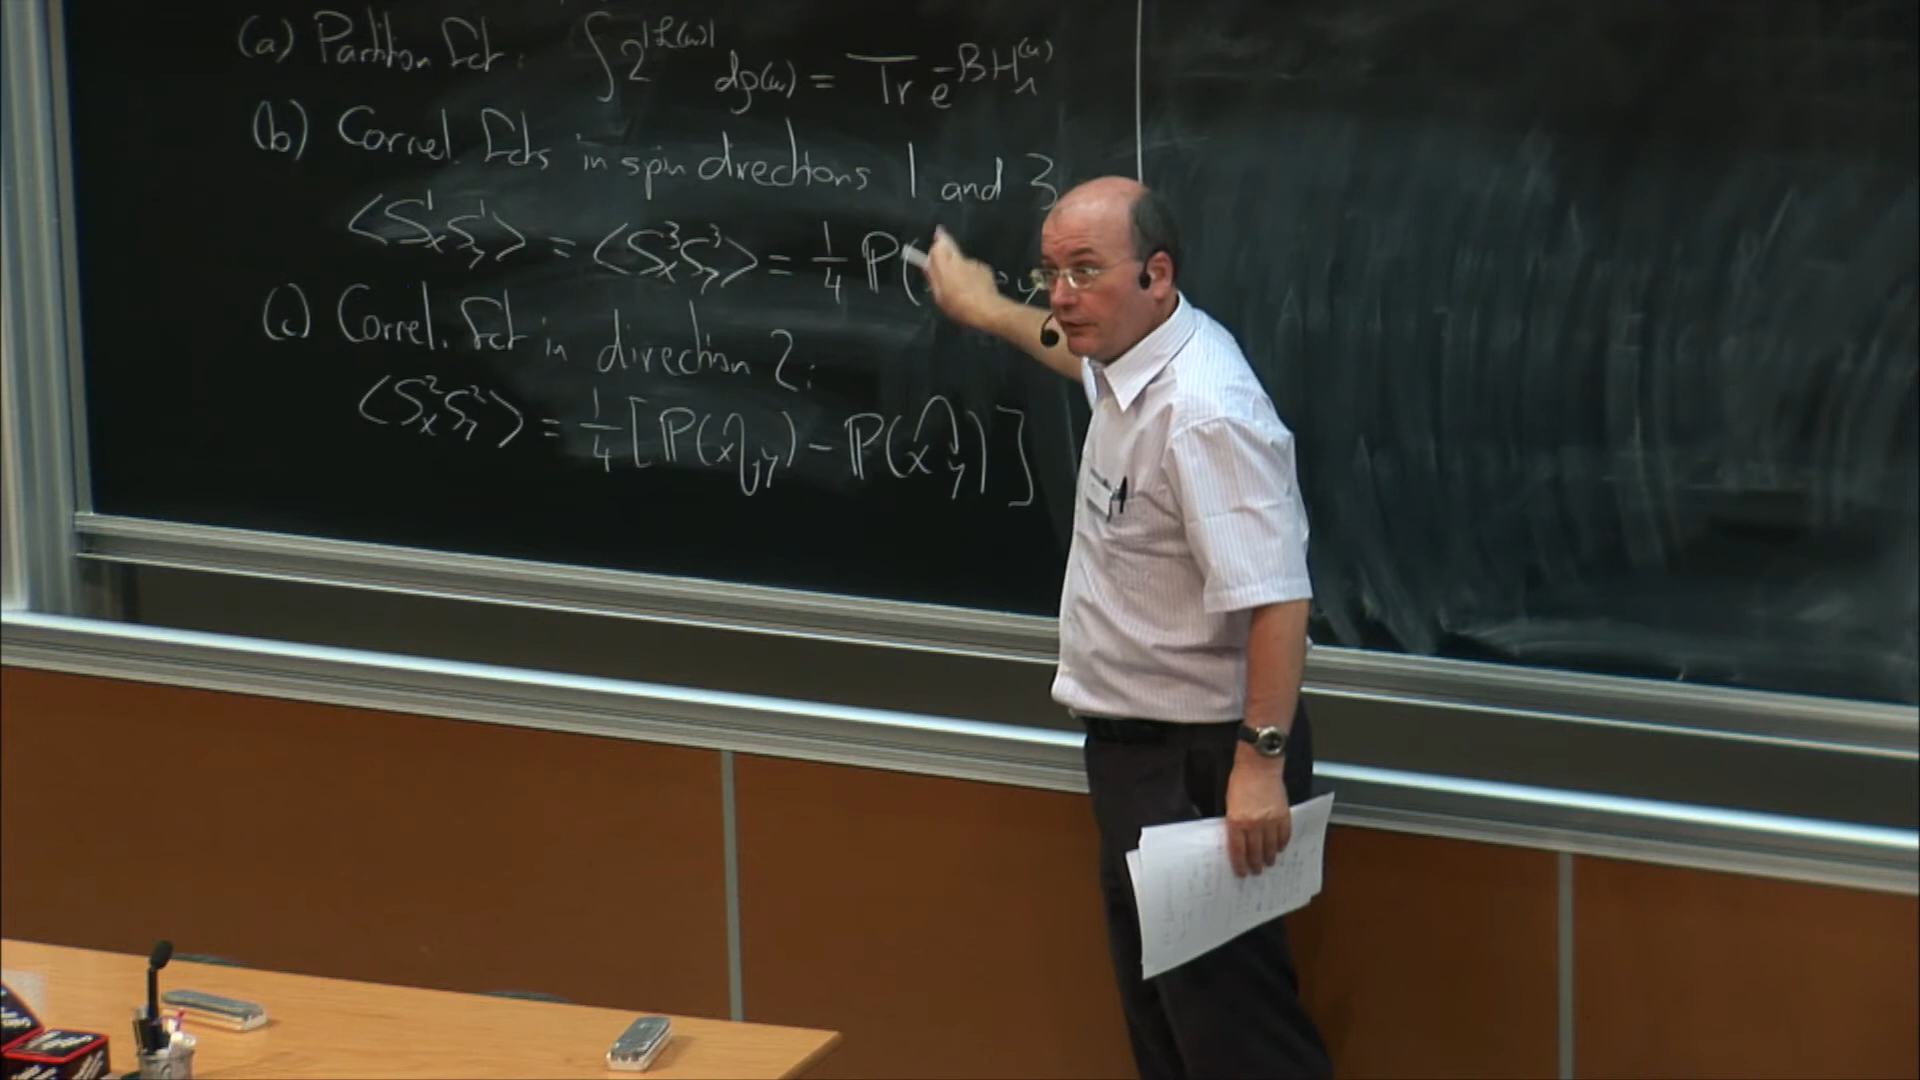 (a) Partition fct: ∫ 2^{|L(ω)|} dρ(ω) = Tr e^{-βH_Λ^{(u)}}
(b) Correl. fcts in spin directions 1 and 3
⟨S_x^1 S_y^1⟩ = ⟨S_x^3 S_y^3⟩ = 1/4 ℙ(
(c) Correl. fct in direction 2:
⟨S_x^2 S_y^2⟩ = 1/4 [ℙ(x y) − ℙ(x y)]